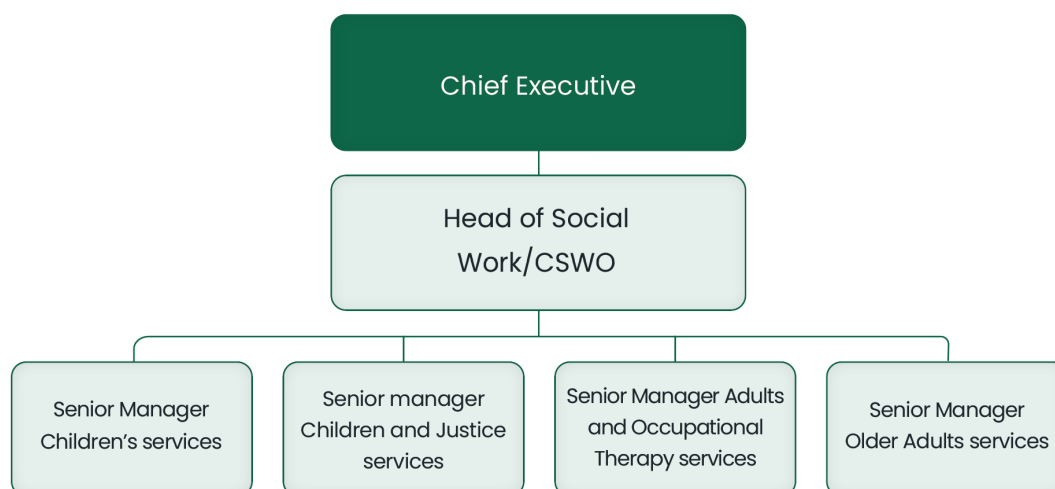 Chief Executive
Head of Social
Work/CSWO
Senior Manager
Children’s services
Senior manager
Children and Justice
services
Senior Manager Adults
and Occupational
Therapy services
Senior Manager
Older Adults services